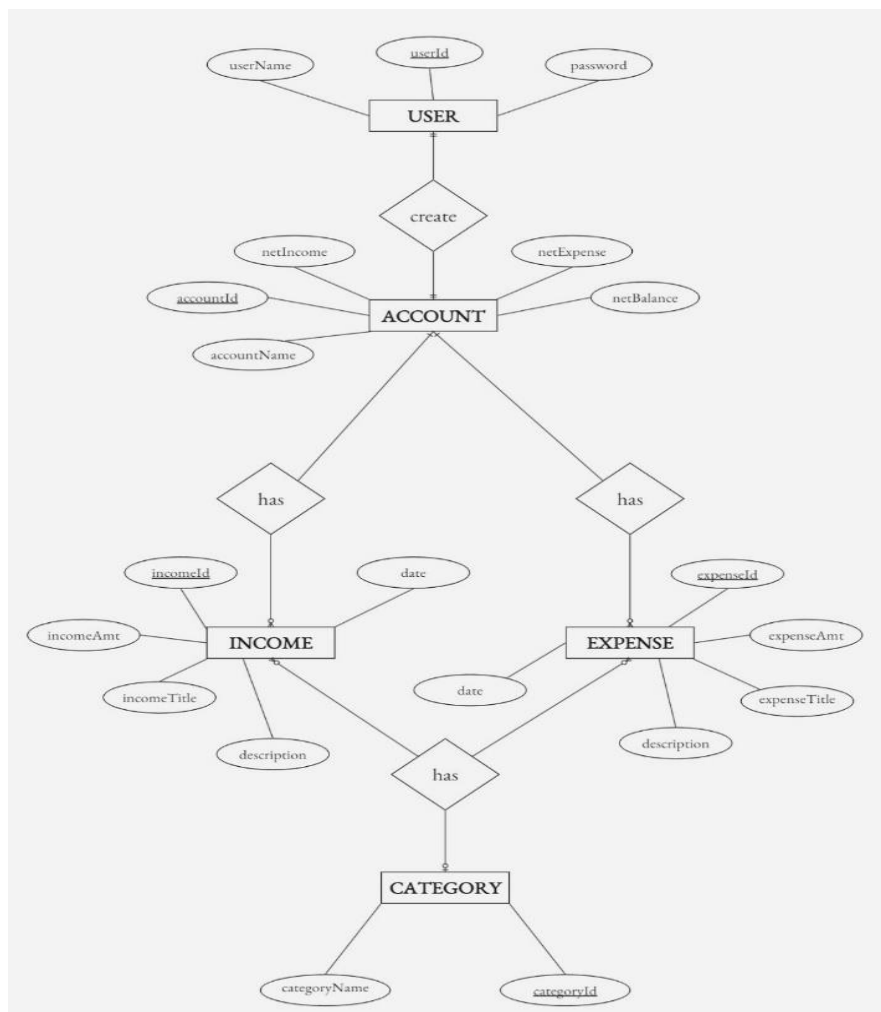 userName
userId
password
USER
create
netIncome
netExpense
accountId
netBalance
ACCOUNT
accountName
has
has
incomeId
date
expenseId
incomeAmt
INCOME
EXPENSE
expenseAmt
incomeTitle
date
expenseTitle
description
description
has
CATEGORY
categoryName
categoryId